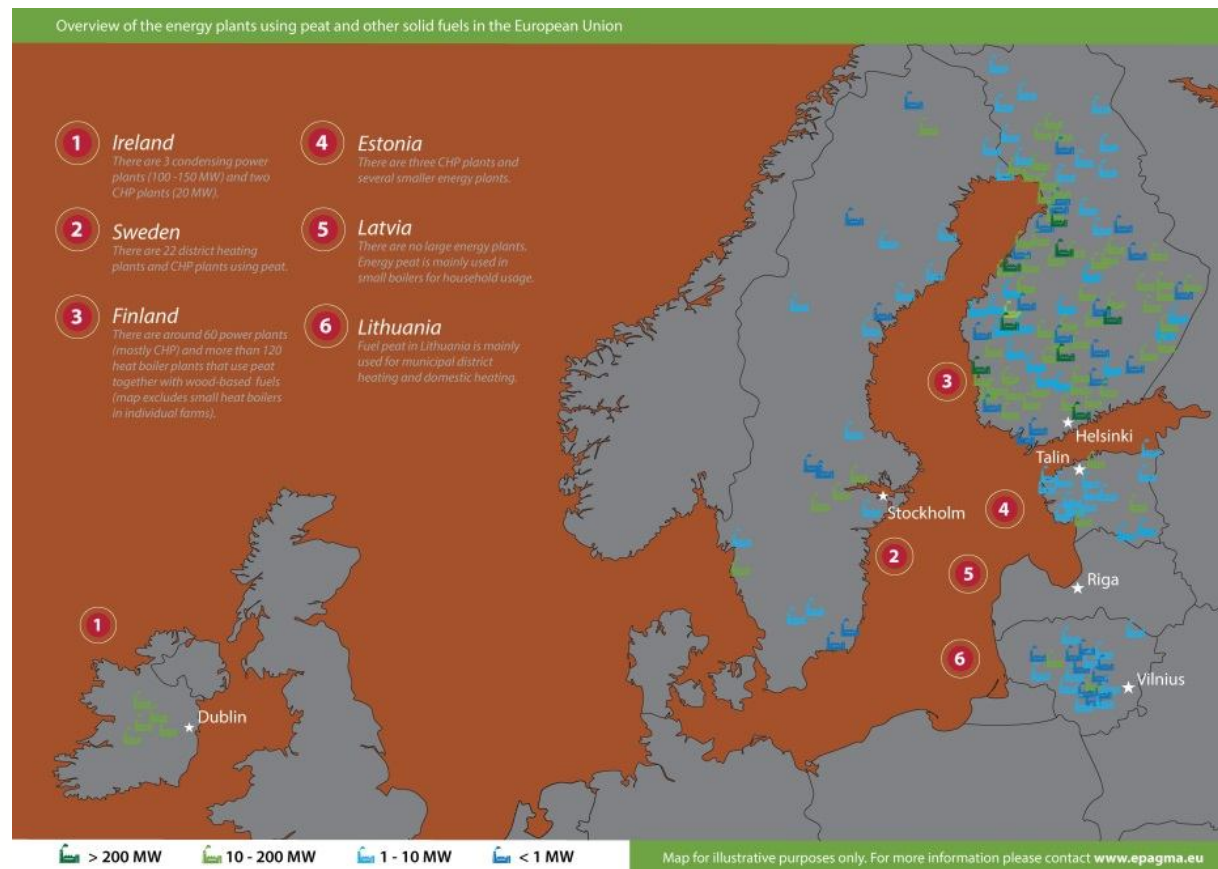 Overview of the energy plants using peat and other solid fuels in the European Union
1
Ireland
There are 3 condensing power
plants (100 -150 MW) and two
CHP plants (20 MW).
2
Sweden
There are 22 district heating
plants and CHP plants using peat.
3
Finland
There are around 60 power plants
(mostly CHP) and more than 120
heat boiler plants that use peat
together with wood-based fuels
(map excludes small heat boilers
in individual farms).
4
Estonia
There are three CHP plants and
several smaller energy plants.
5
Latvia
There are no large energy plants.
Energy peat is mainly used in
small boilers for household usage.
6
Lithuania
Fuel peat in Lithuania is mainly
used for municipal district
heating and domestic heating.
3
Helsinki
Talin
Stockholm
4
2
5
Riga
1
6
Vilnius
Dublin
> 200 MW
10 - 200 MW
1 - 10 MW
< 1 MW
Map for illustrative purposes only. For more information please contact www.epagma.eu